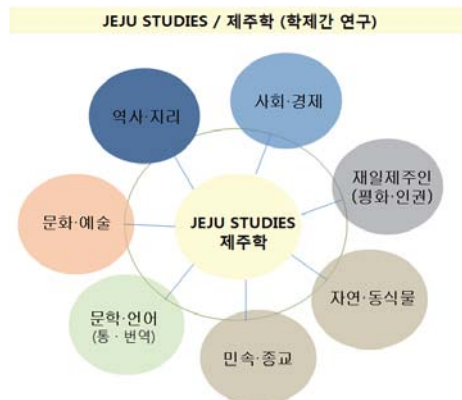 JEJU STUDIES / 제주학 (학제간 연구)
역사·지리
사회·경제
재일제주인
(평화·인권)
문화·예술
JEJU STUDIES
제주학
자연·동식물
문학·언어
(통·번역)
민속·종교